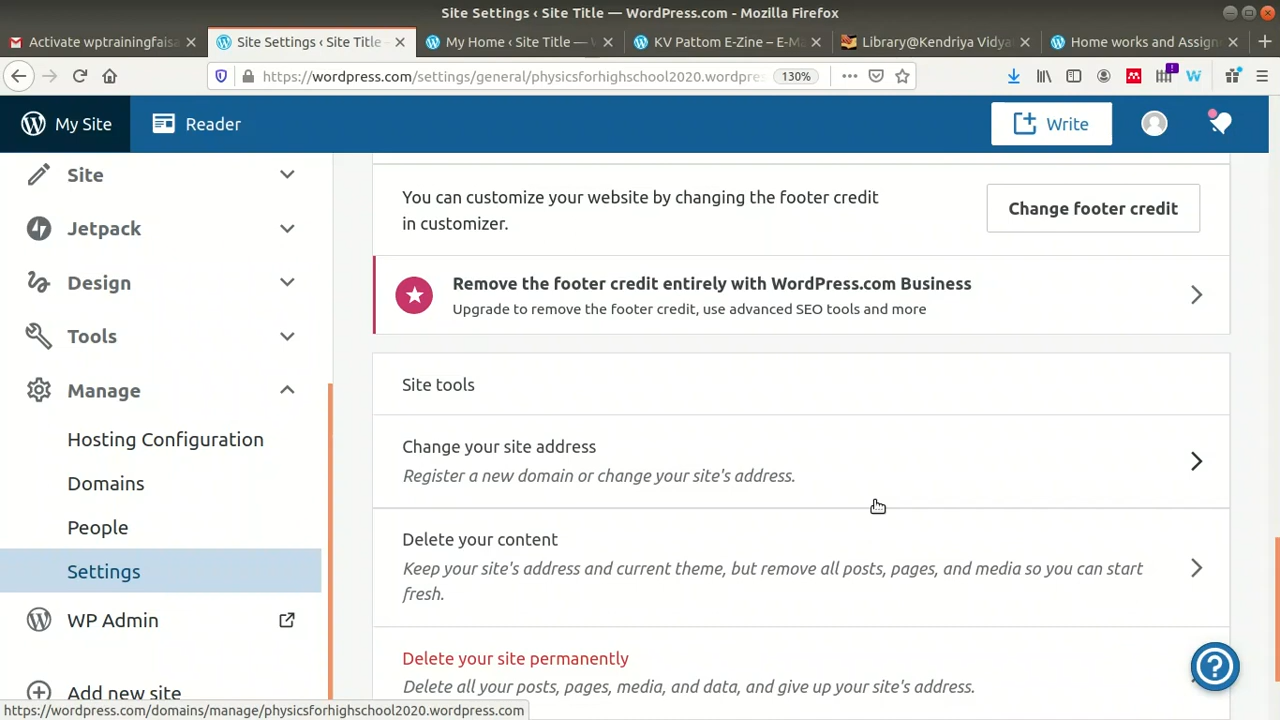 Site Settings ‹ Site Title — WordPress.com - Mozilla Firefox
Activate wptrainingfaisa
Site Settings ‹ Site Title –
My Home ‹ Site Title —
KV Pattom E-Zine – E-Ma
Library@Kendriya Vidya
Home works and Assign
https://wordpress.com/settings/general/physicsforhighschool2020.wordpres
130%
My Site
Reader
Write
Site
Jetpack
Design
Tools
Manage
Hosting Configuration
Domains
People
Settings
WP Admin
Add new site
You can customize your website by changing the footer credit
in customizer.
Change footer credit
Remove the footer credit entirely with WordPress.com Business
Upgrade to remove the footer credit, use advanced SEO tools and more
Site tools
Change your site address
Register a new domain or change your site's address.
Delete your content
Keep your site's address and current theme, but remove all posts, pages, and media so you can start
fresh.
Delete your site permanently
Delete all your posts, pages, media, and data, and give up your site's address.
https://wordpress.com/domains/manage/physicsforhighschool2020.wordpress.com